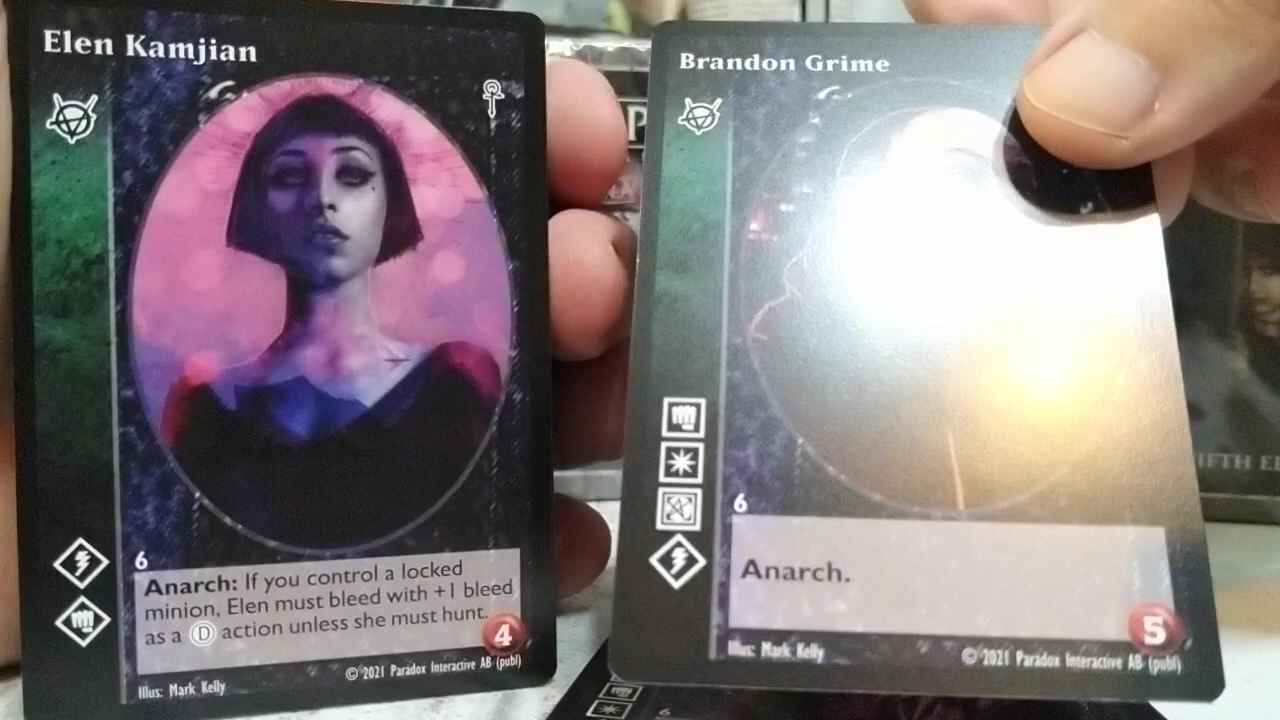 Elen Kamjian
6
Anarch: If you control a locked
minion, Elen must bleed with +1 bleed
as a D action unless she must hunt.
4
Illus: Mark Kelly
© 2021 Paradox Interactive AB (publ)
Brandon Grime
6
Anarch.
5
Illus: Mark Kelly
© 2021 Paradox Interactive AB (publ)
P
IFTH E
6